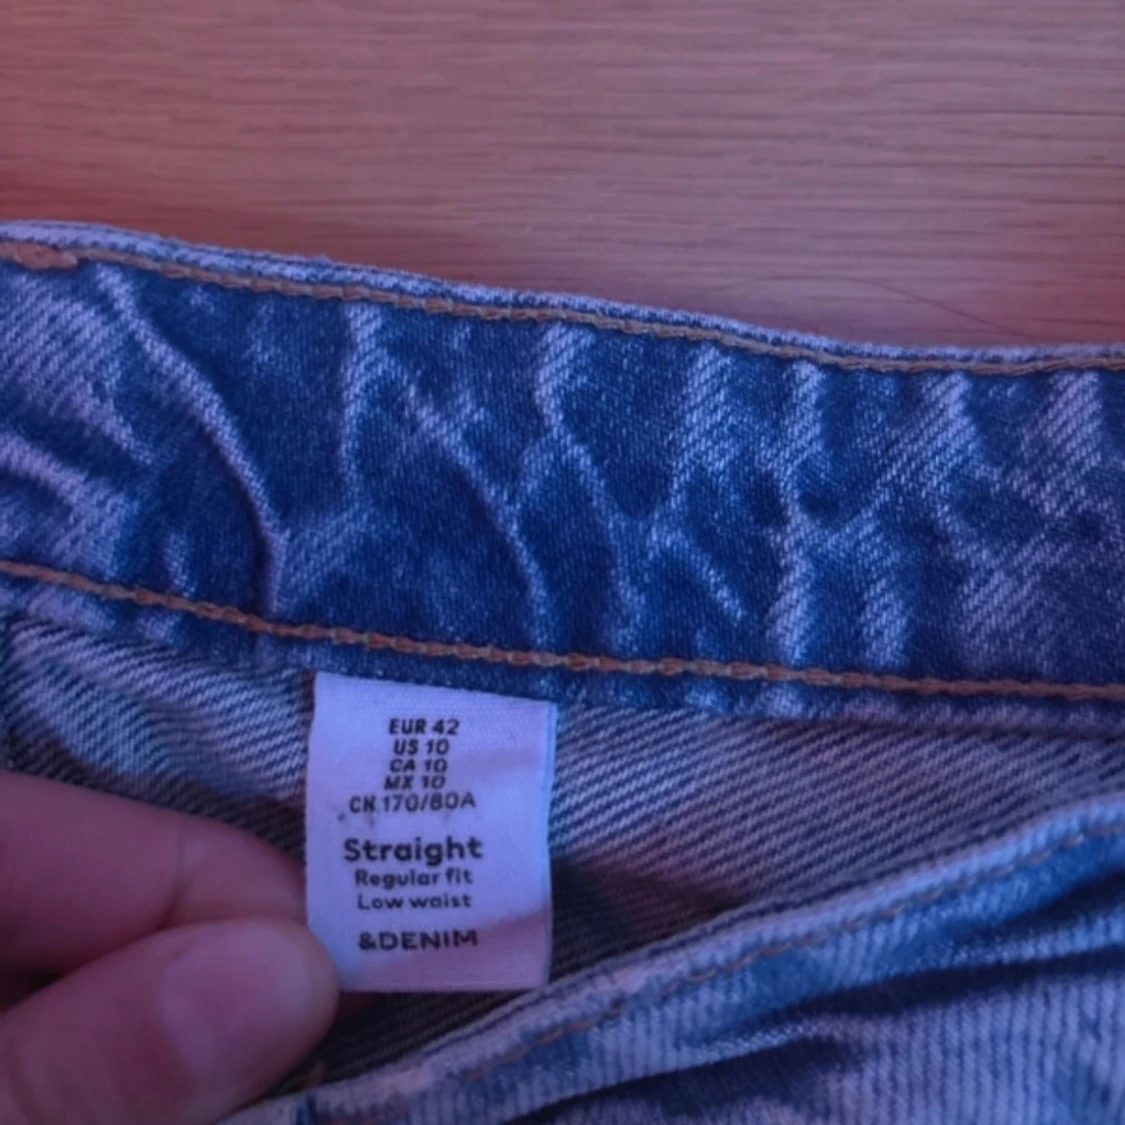 EUR 42
US 10
CA 10
MX 10
CN 170/80A
Straight
Regular fit
Low waist
&DENIM